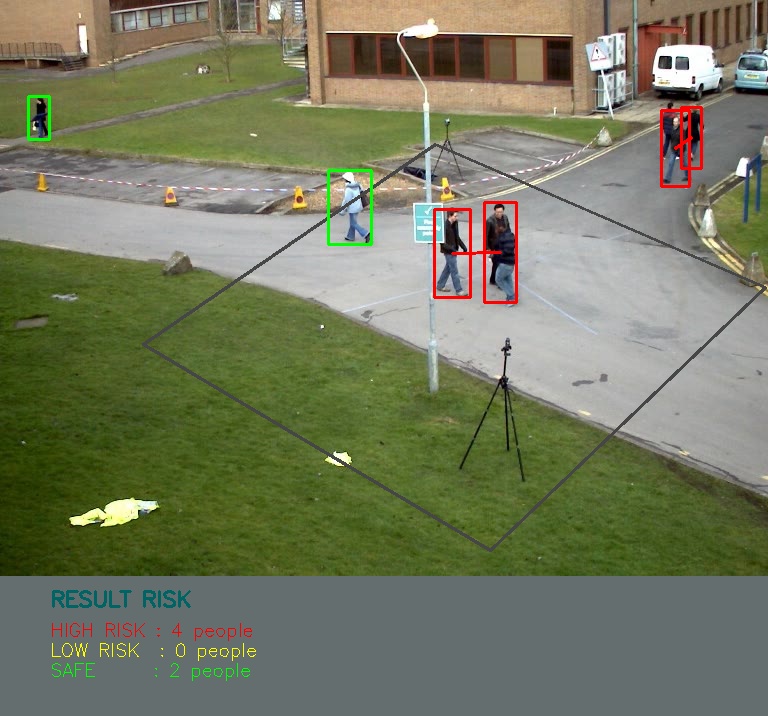 RESULT RISK
HIGH RISK : 4 people
LOW RISK : 0 people
SAFE : 2 people